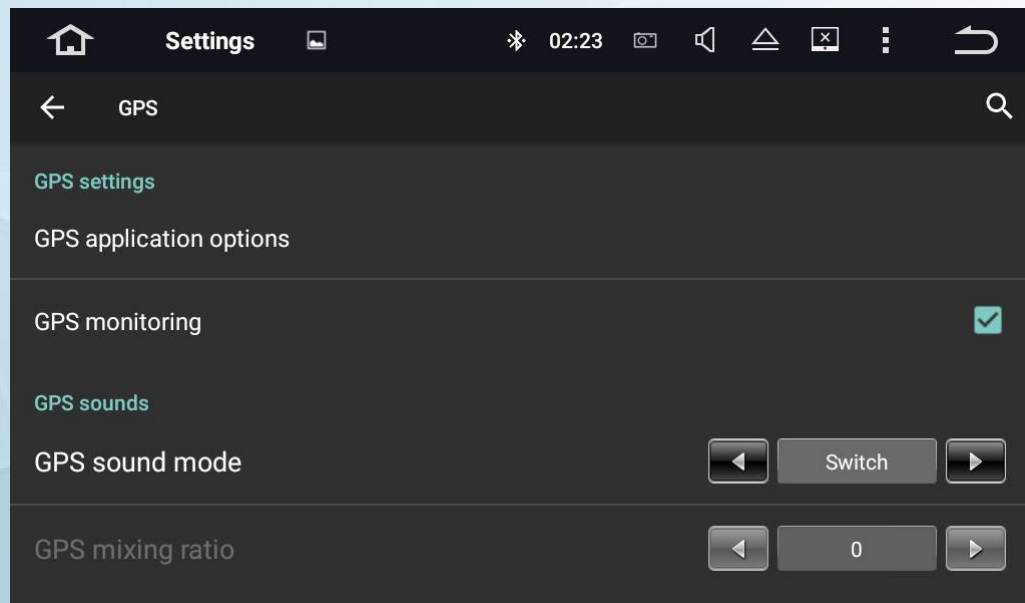 Settings
02:23
GPS
GPS settings
GPS application options
GPS monitoring
GPS sounds
GPS sound mode
Switch
GPS mixing ratio
0